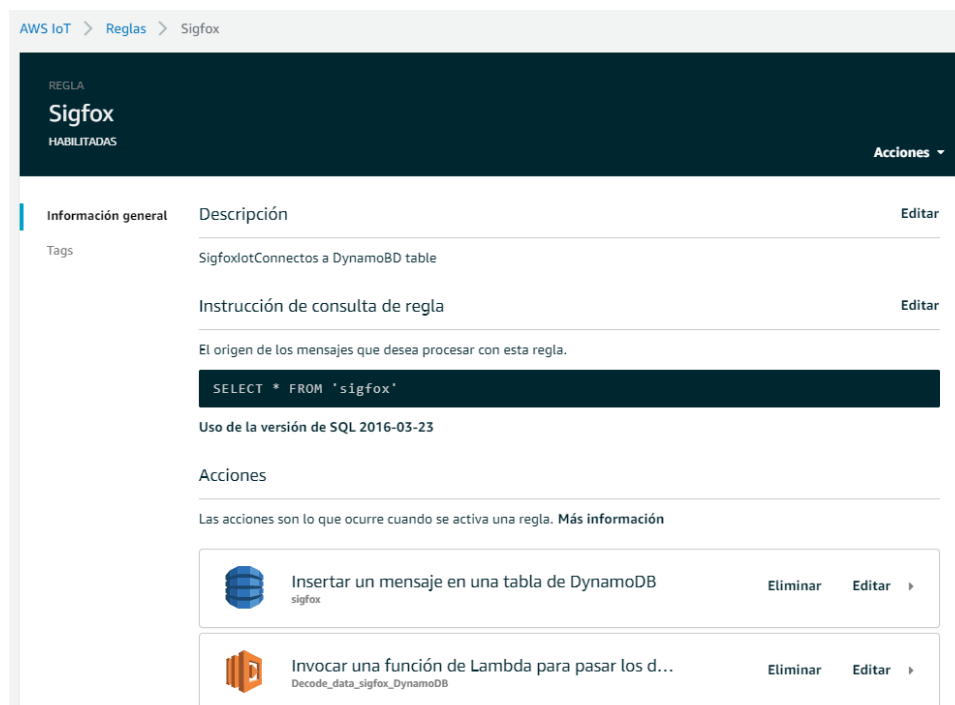 AWS IoT > Reglas > Sigfox
REGLA
Sigfox
HABILITADAS
Acciones
Información general
Tags
Descripción
Editar
SigfoxIotConnectos a DynamoBD table
Instrucción de consulta de regla
Editar
El origen de los mensajes que desea procesar con esta regla.
SELECT * FROM 'sigfox'
Uso de la versión de SQL 2016-03-23
Acciones
Las acciones son lo que ocurre cuando se activa una regla. Más información
Insertar un mensaje en una tabla de DynamoDB
sigfox
Eliminar Editar
Invocar una función de Lambda para pasar los d...
Decode_data_sigfox_DynamoDB
Eliminar Editar